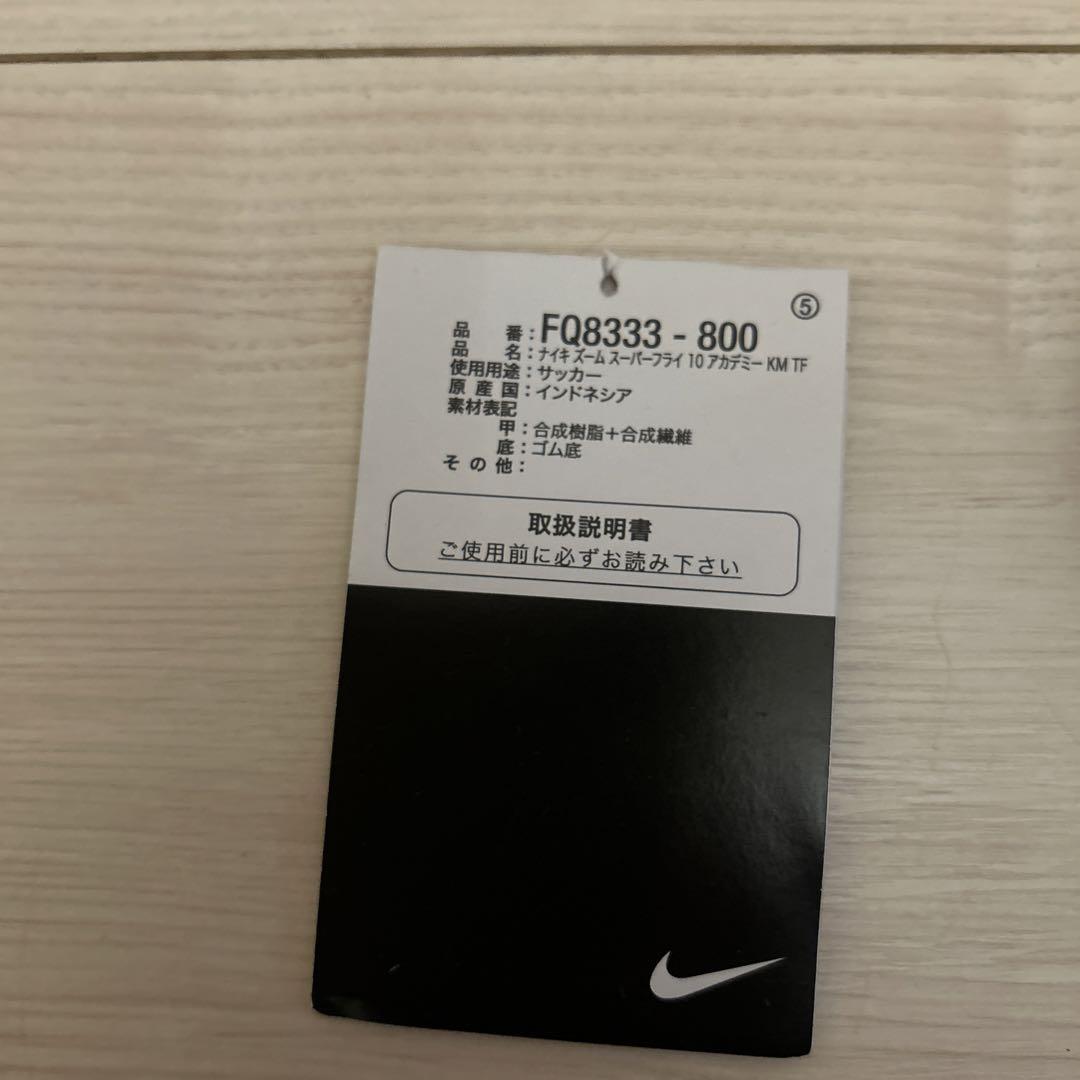 ⑤
品番：FQ8333 - 800
品名：ナイキ ズーム スーパーフライ 10 アカデミー KM TF
使用用途：サッカー
原産国：インドネシア
素材表記
甲：合成樹脂＋合成繊維
底：ゴム底
その他：
取扱説明書
ご使用前に必ずお読み下さい